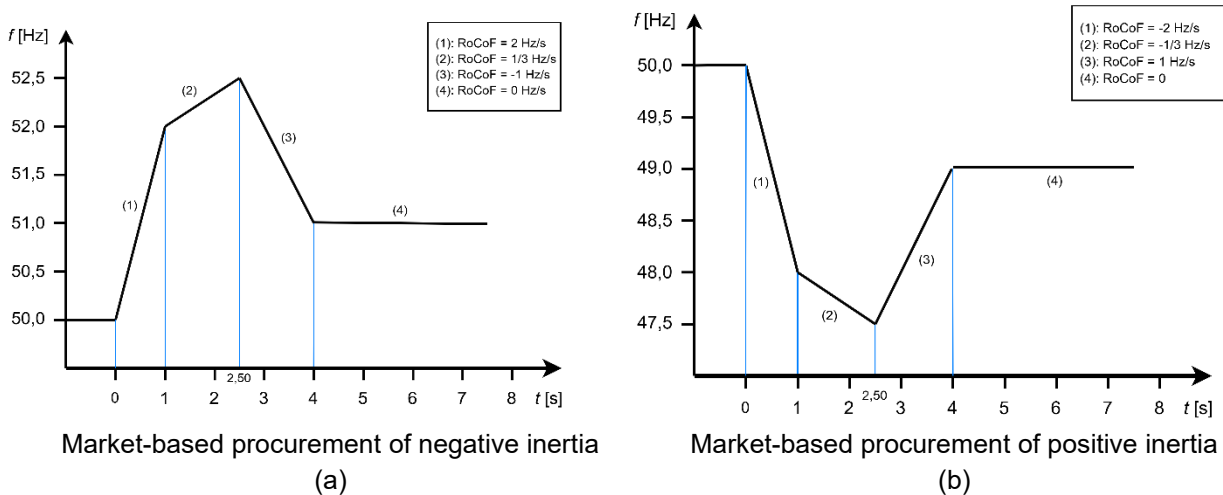 f [Hz]
(1): RoCoF = 2 Hz/s
(2): RoCoF = 1/3 Hz/s
(3): RoCoF = -1 Hz/s
(4): RoCoF = 0 Hz/s
52,5
52,0
51,5
51,0
50,5
50,0
(1)
(2)
(3)
(4)
0 1 2 2,50 3 4 5 6 7 8 t [s]
Market-based procurement of negative inertia
(a)
f [Hz]
(1): RoCoF = -2 Hz/s
(2): RoCoF = -1/3 Hz/s
(3): RoCoF = 1 Hz/s
(4): RoCoF = 0
50,0
49,5
49,0
48,5
48,0
47,5
(1)
(2)
(3)
(4)
0 1 2 2,50 3 4 5 6 7 8 t [s]
Market-based procurement of positive inertia
(b)